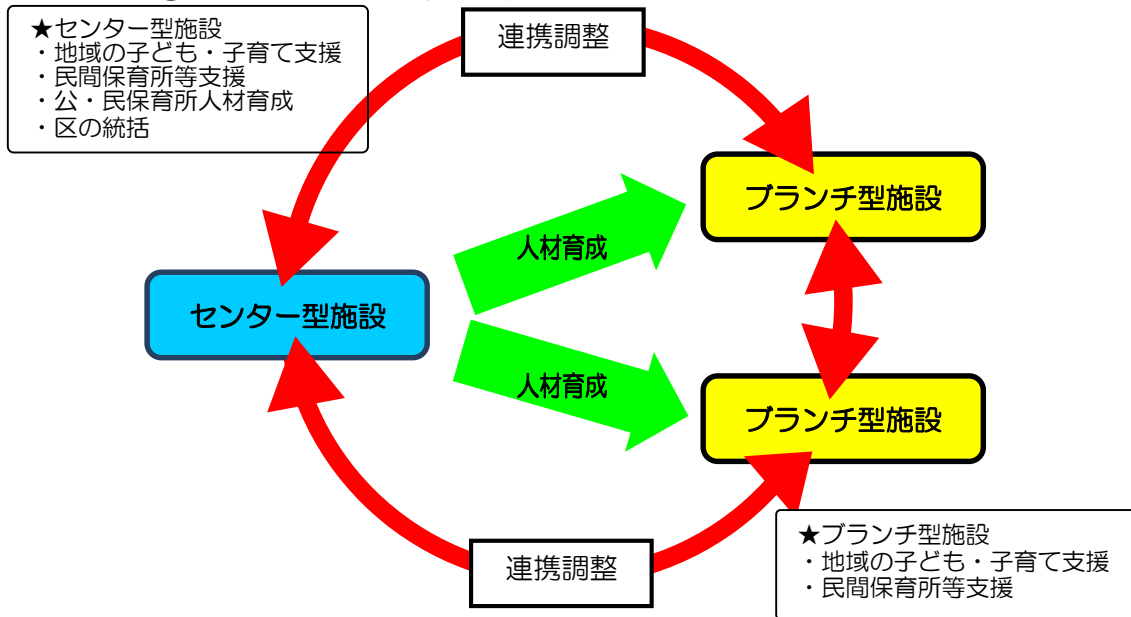 ★センター型施設
・地域の子ども・子育て支援
・民間保育所等支援
・公・民保育所人材育成
・区の統括
連携調整
ブランチ型施設
人材育成
センター型施設
人材育成
ブランチ型施設
連携調整
★ブランチ型施設
・地域の子ども・子育て支援
・民間保育所等支援